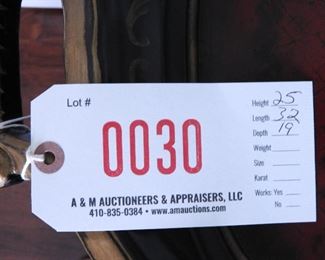 Lot #
0030
A & M AUCTIONEERS & APPRAISERS, LLC
410-835-0384 • www.amauctions.com
Height 25
Length 32
Depth 19
Weight
Size
Karat
Works: Yes
No